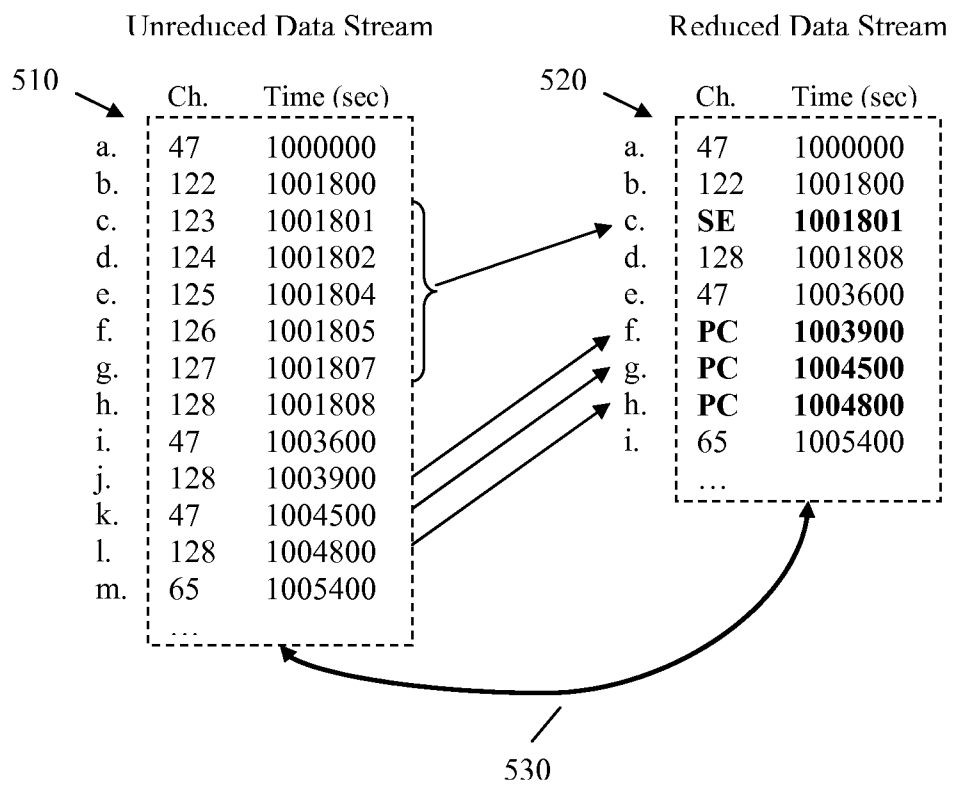 Unreduced Data Stream
Reduced Data Stream
510
520
Ch. Time (sec)
Ch. Time (sec)
a. 47 1000000
b. 122 1001800
c. 123 1001801
d. 124 1001802
e. 125 1001804
f. 126 1001805
g. 127 1001807
h. 128 1001808
i. 47 1003600
j. 128 1003900
k. 47 1004500
l. 128 1004800
m. 65 1005400
…
a. 47 1000000
b. 122 1001800
c. SE 1001801
d. 128 1001808
e. 47 1003600
f. PC 1003900
g. PC 1004500
h. PC 1004800
i. 65 1005400
…
530